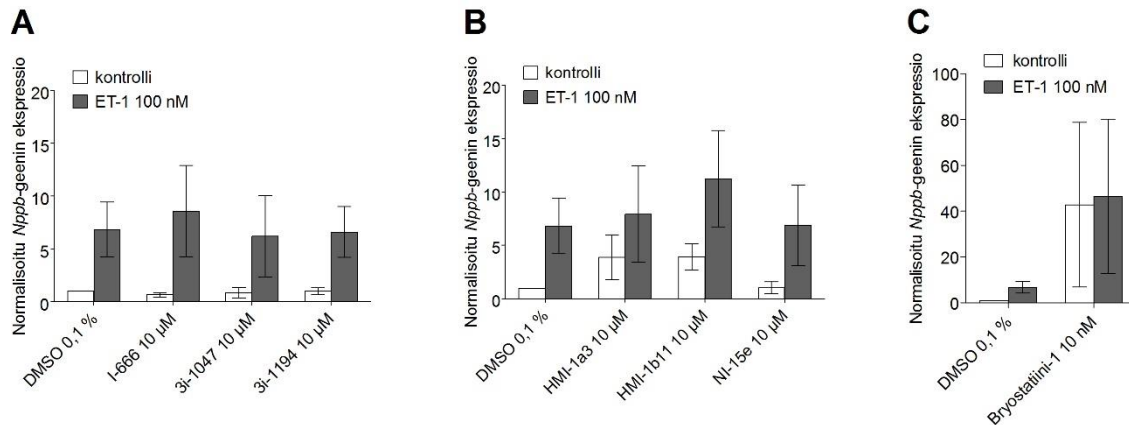 A
kontrolli
ET-1 100 nM
Normalisoitu Nppb-geenin ekspressio
20
15
10
5
0
DMSO 0,1 %
I-666 10 µM
3i-1047 10 µM
3i-1194 10 µM
B
kontrolli
ET-1 100 nM
Normalisoitu Nppb-geenin ekspressio
20
15
10
5
0
DMSO 0,1 %
HMI-1a3 10 µM
HMI-1b11 10 µM
NI-15e 10 µM
C
kontrolli
ET-1 100 nM
Normalisoitu Nppb-geenin ekspressio
100
80
60
40
20
0
DMSO 0,1 %
Bryostatiini-1 10 nM